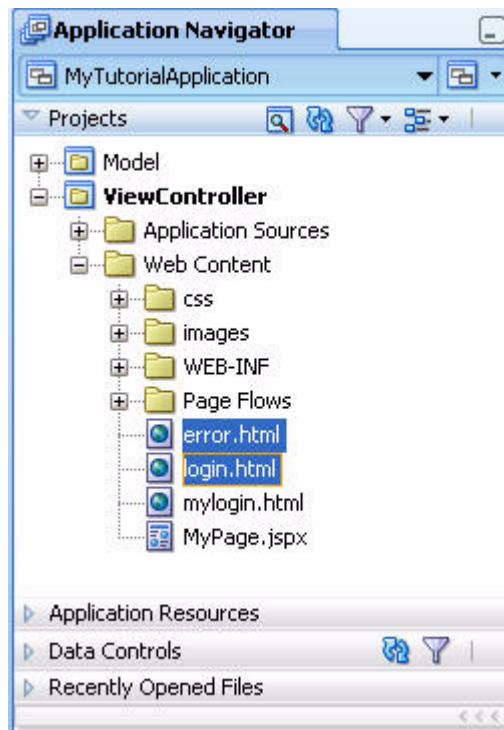 Application Navigator
MyTutorialApplication
Projects
Model
ViewController
Application Sources
Web Content
css
images
WEB-INF
Page Flows
error.html
login.html
mylogin.html
MyPage.jspx
Application Resources
Data Controls
Recently Opened Files